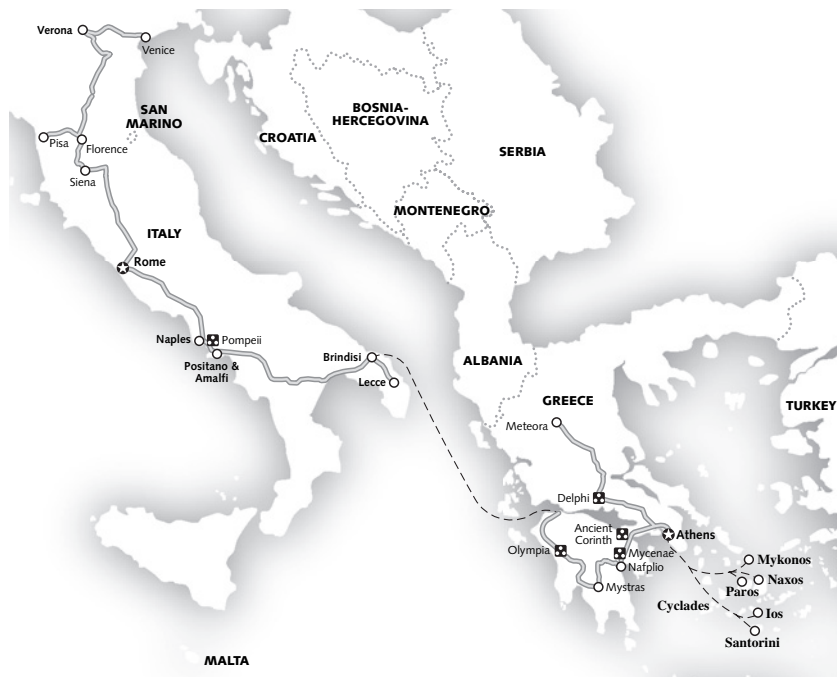 Verona
Venice
SAN
MARINO
BOSNIA-
HERCEGOVINA
CROATIA
SERBIA
Pisa
Florence
Siena
MONTENEGRO
ITALY
Rome
Naples
Pompeii
Positano &
Amalfi
Brindisi
Lecce
ALBANIA
GREECE
TURKEY
Meteora
Delphi
Ancient
Corinth
Athens
Olympia
Mycenae
Nafplio
Mystras
Mykonos
Naxos
Paros
Cyclades
Ios
Santorini
MALTA